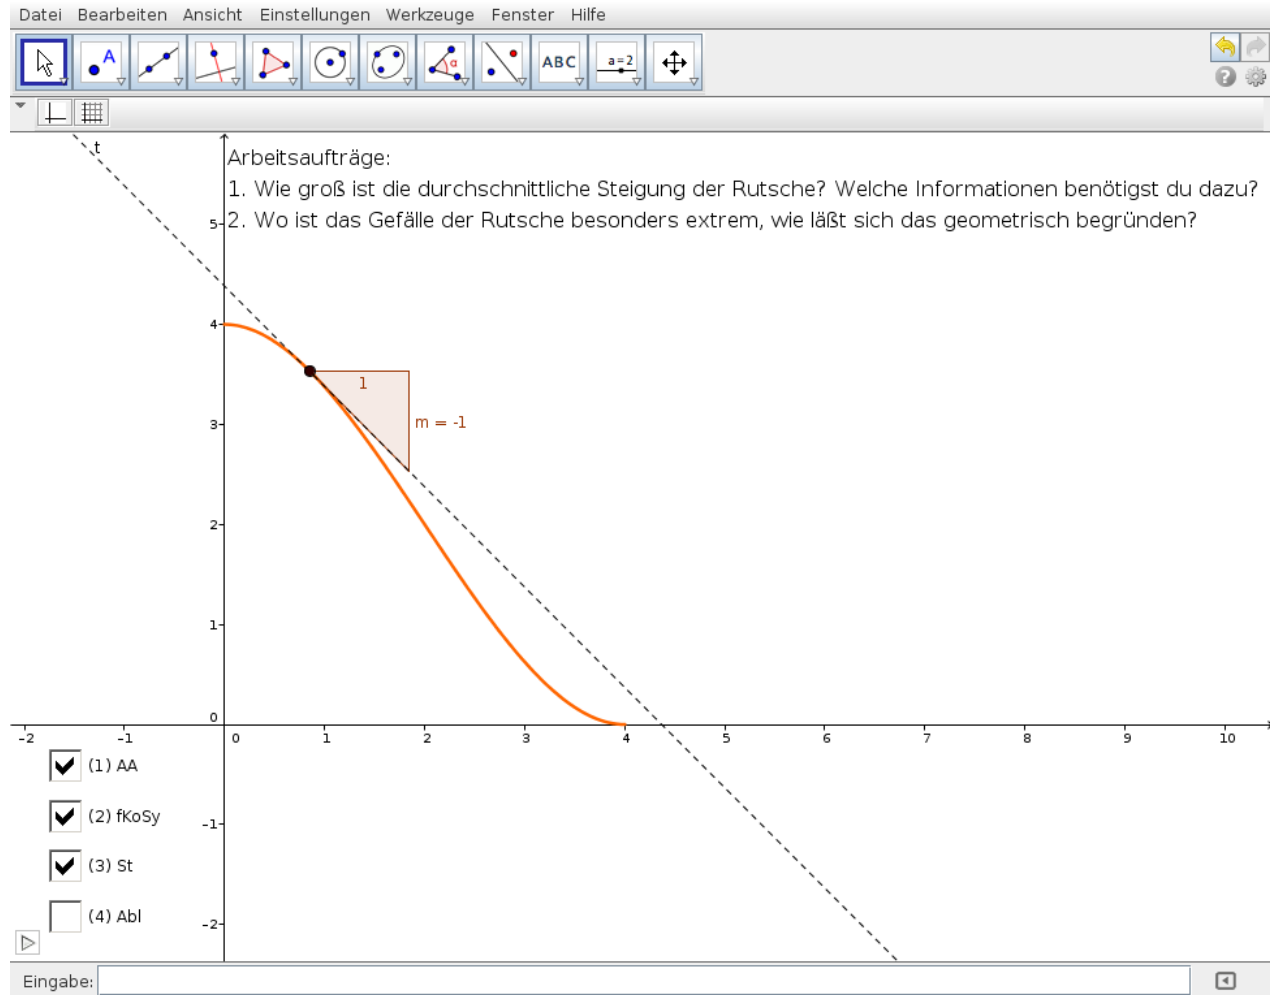 Datei Bearbeiten Ansicht Einstellungen Werkzeuge Fenster Hilfe
A α ABC a=2
t
Arbeitsaufträge:
1. Wie groß ist die durchschnittliche Steigung der Rutsche? Welche Informationen benötigst du dazu?
2. Wo ist das Gefälle der Rutsche besonders extrem, wie läßt sich das geometrisch begründen?
5
4
1
m = -1
3
2
1
0
-2 -1 0 1 2 3 4 5 6 7 8 9 10
(1) AA
(2) fKoSy
-1
(3) St
(4) Abl
-2
Eingabe: